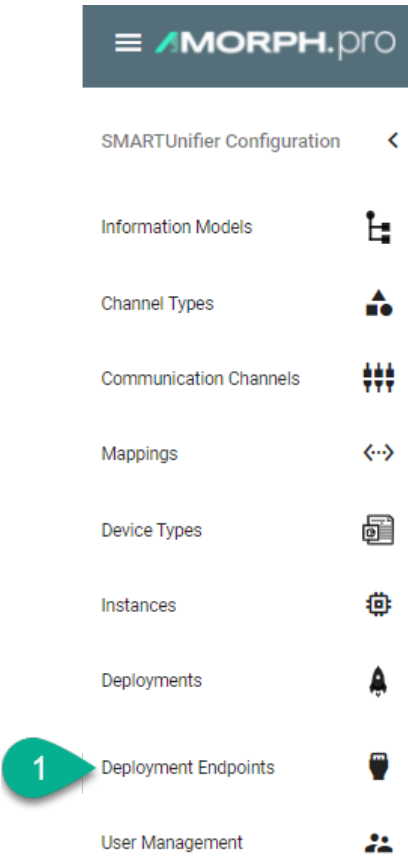 AMORPH.pro
SMARTUnifier Configuration
Information Models
Channel Types
Communication Channels
Mappings
Device Types
Instances
Deployments
1 Deployment Endpoints
User Management